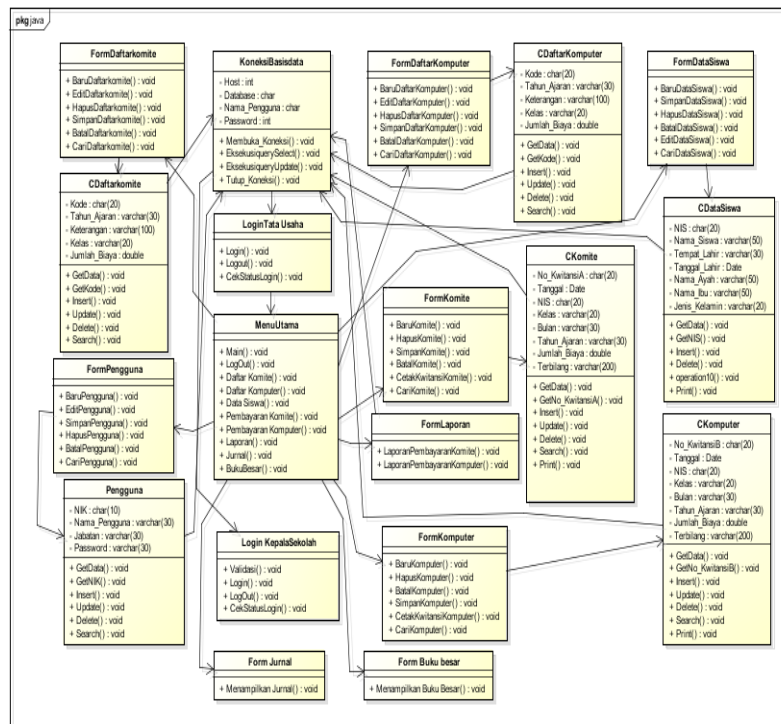 pkg java
FormDaftarkomite
+ BaruDaftarkomite() : void
+ EditDaftarkomite() : void
+ HapusDaftarkomite() : void
+ SimpanDaftarkomite() : void
+ BatalDaftarkomite() : void
+ CariDaftarkomite() : void
KoneksiBasisdata
- Host : int
- Database : char
- Nama_Pengguna : char
- Password : int
+ Membuka_Koneksi() : void
+ EksekusiquerySelect() : void
+ EksekusiqueryUpdate() : void
+ Tutup_Koneksi() : void
FormDaftarKomputer
+ BaruDaftarKomputer() : void
+ EditDaftarKomputer() : void
+ HapusDaftarKomputer() : void
+ SimpanDaftarKomputer() : void
+ BatalDaftarKomputer() : void
+ CariDaftarKomputer() : void
CDaftarKomputer
- Kode : char(20)
- Tahun_Ajaran : varchar(30)
- Keterangan : varchar(100)
- Kelas : varchar(20)
- Jumlah_Biaya : double
+ GetData() : void
+ GetKode() : void
+ Insert() : void
+ Update() : void
+ Delete() : void
+ Search() : void
FormDataSiswa
+ BaruDataSiswa() : void
+ SimpanDataSiswa() : void
+ HapusDataSiswa() : void
+ BatalDataSiswa() : void
+ EditDataSiswa() : void
+ CariDataSiswa() : void
CDaftarkomite
- Kode : char(20)
- Tahun_Ajaran : varchar(30)
- Keterangan : varchar(100)
- Kelas : varchar(20)
- Jumlah_Biaya : double
+ GetData() : void
+ GetKode() : void
+ Insert() : void
+ Update() : void
+ Delete() : void
+ Search() : void
LoginTata Usaha
+ Login() : void
+ Logout() : void
+ CekStatusLogin() : void
CDataSiswa
- NIS : char(20)
- Nama_Siswa : varchar(50)
- Tempat_Lahir : varchar(30)
- Tanggal_Lahir : Date
- Nama_Ayah : varchar(50)
- Nama_Ibu : varchar(50)
- Jenis_Kelamin : varchar(20)
+ GetData() : void
+ GetNIS() : void
+ Insert() : void
+ Delete() : void
+ operation10() : void
+ Print() : void
CKomite
- No_KwitansiA : char(20)
- Tanggal : Date
- NIS : char(20)
- Kelas : varchar(20)
- Bulan : varchar(30)
- Tahun_Ajaran : varchar(30)
- Jumlah_Biaya : double
- Terbilang : varchar(200)
+ GetData() : void
+ GetNo_KwitansiA() : void
+ Insert() : void
+ Update() : void
+ Delete() : void
+ Search() : void
+ Print() : void
MenuUtama
+ Main() : void
+ LogOut() : void
+ Daftar Komite() : void
+ Daftar Komputer() : void
+ Data Siswa() : void
+ Pembayaran Komite() : void
+ Pembayaran Komputer() : void
+ Laporan() : void
+ Jurnal() : void
+ BukuBesar() : void
FormKomite
+ BaruKomite() : void
+ HapusKomite() : void
+ SimpanKomite() : void
+ BatalKomite() : void
+ CetakKwitansiKomite() : void
+ CariKomite() : void
FormPengguna
+ BaruPengguna() : void
+ EditPengguna() : void
+ SimpanPengguna() : void
+ HapusPengguna() : void
+ BatalPengguna() : void
+ CariPengguna() : void
FormLaporan
+ LaporanPembayaranKomite() : void
+ LaporanPembayaranKomputer() : void
CKomputer
- No_KwitansiB : char(20)
- Tanggal : Date
- NIS : char(20)
- Kelas : varchar(20)
- Bulan : varchar(30)
- Tahun_Ajaran : varchar(30)
- Jumlah_Biaya : double
- Terbilang : varchar(200)
+ GetData() : void
+ GetNo_KwitansiB() : void
+ Insert() : void
+ Update() : void
+ Delete() : void
+ Search() : void
+ Print() : void
Pengguna
- NIK : char(10)
- Nama_Pengguna : varchar(30)
- Jabatan : varchar(30)
- Password : varchar(30)
+ GetData() : void
+ GetNIK() : void
+ Insert() : void
+ Update() : void
+ Delete() : void
+ Search() : void
Login KepalaSekolah
+ Validasi() : void
+ Login() : void
+ LogOut() : void
+ CekStatusLogin() : void
FormKomputer
+ BaruKomputer() : void
+ HapusKomputer() : void
+ BatalKomputer() : void
+ SimpanKomputer() : void
+ CetakKwitansiKomputer() : void
+ CariKomputer() : void
Form Jurnal
+ Menampilkan Jurnal() : void
Form Buku besar
+ Menampilkan Buku Besar() : void